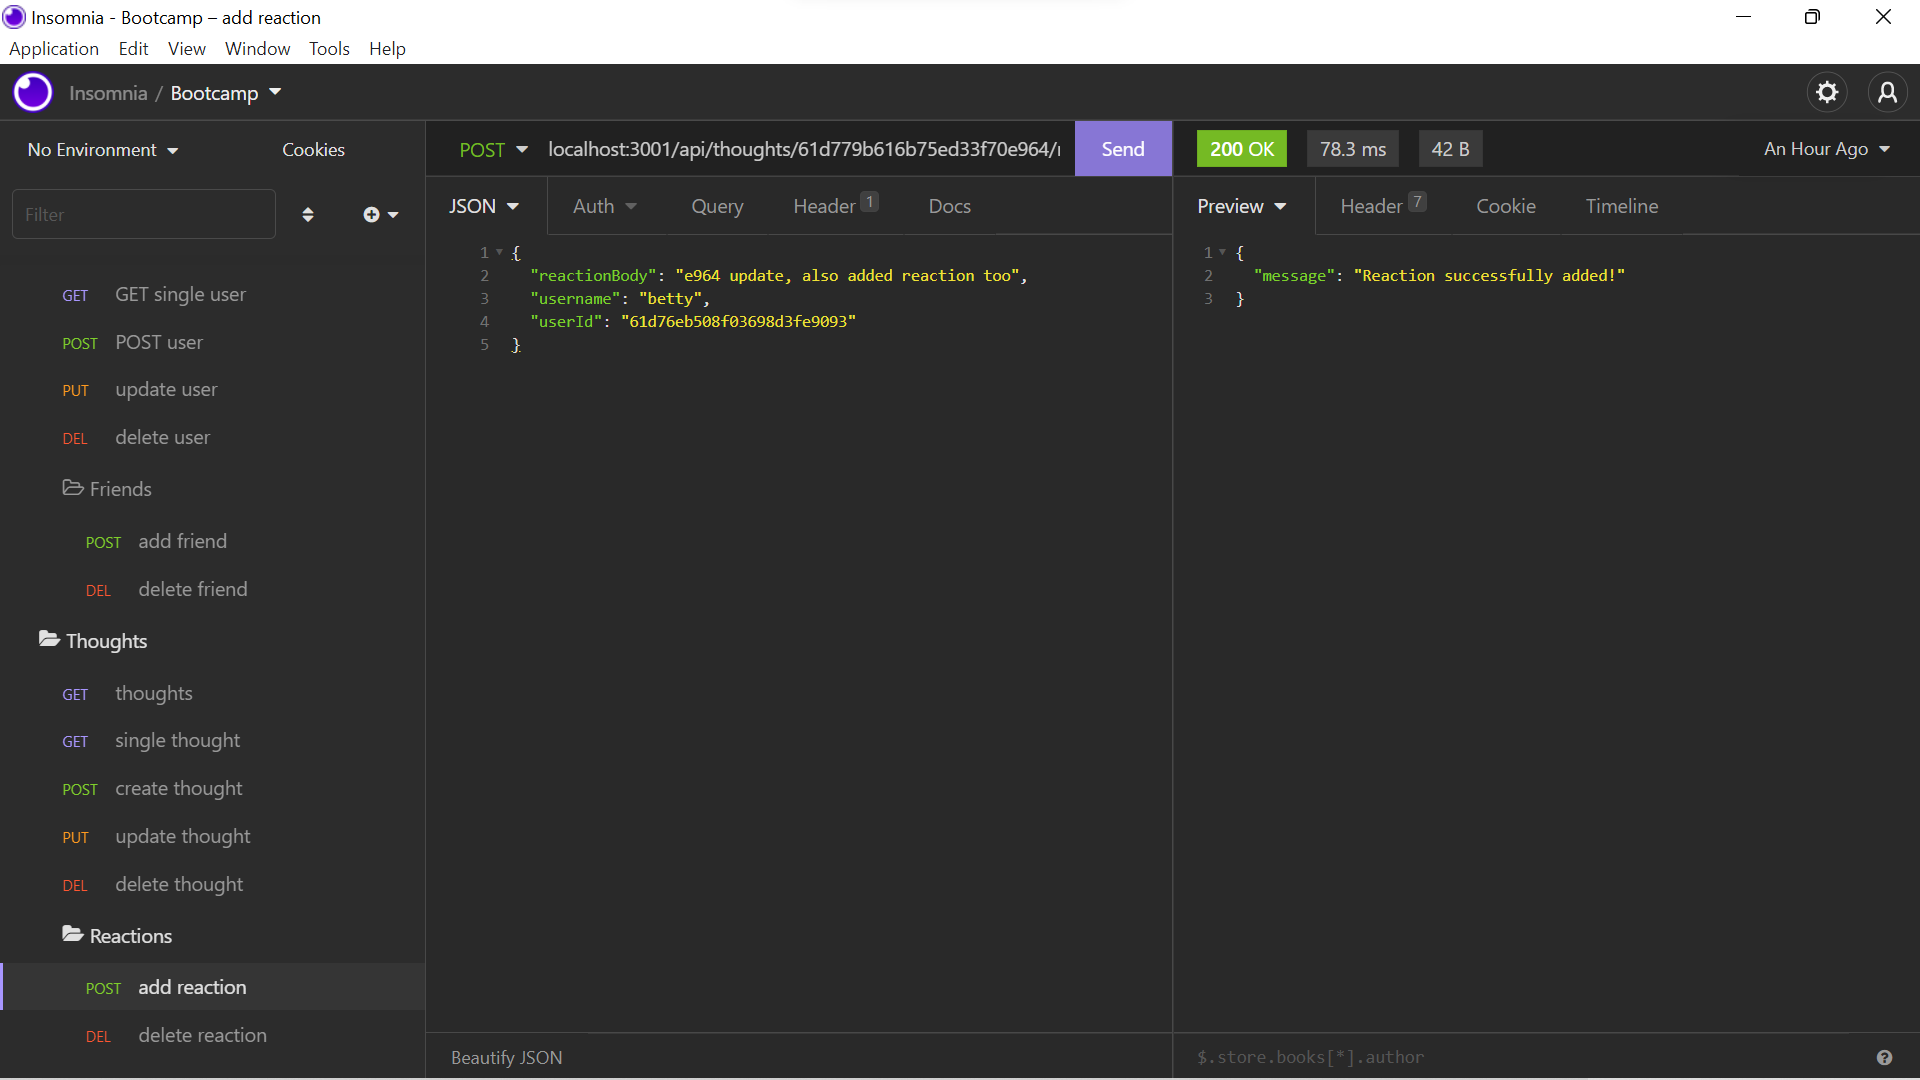 Insomnia - Bootcamp – add reaction
Application Edit View Window Tools Help
Insomnia / Bootcamp
No Environment Cookies
POST localhost:3001/api/thoughts/61d779b616b75ed33f70e964/ Send
200 OK 78.3 ms 42 B An Hour Ago
Filter
JSON Auth Query Header 1 Docs
Preview Header 7 Cookie Timeline
GET GET single user
POST POST user
PUT update user
DEL delete user
Friends
POST add friend
DEL delete friend
Thoughts
GET thoughts
GET single thought
POST create thought
PUT update thought
DEL delete thought
Reactions
POST add reaction
DEL delete reaction
1 {
2 "reactionBody": "e964 update, also added reaction too",
3 "username": "betty",
4 "userId": "61d76eb508f03698d3fe9093"
5 }
1 {
2 "message": "Reaction successfully added!"
3 }
Beautify JSON
$.store.books[*].author